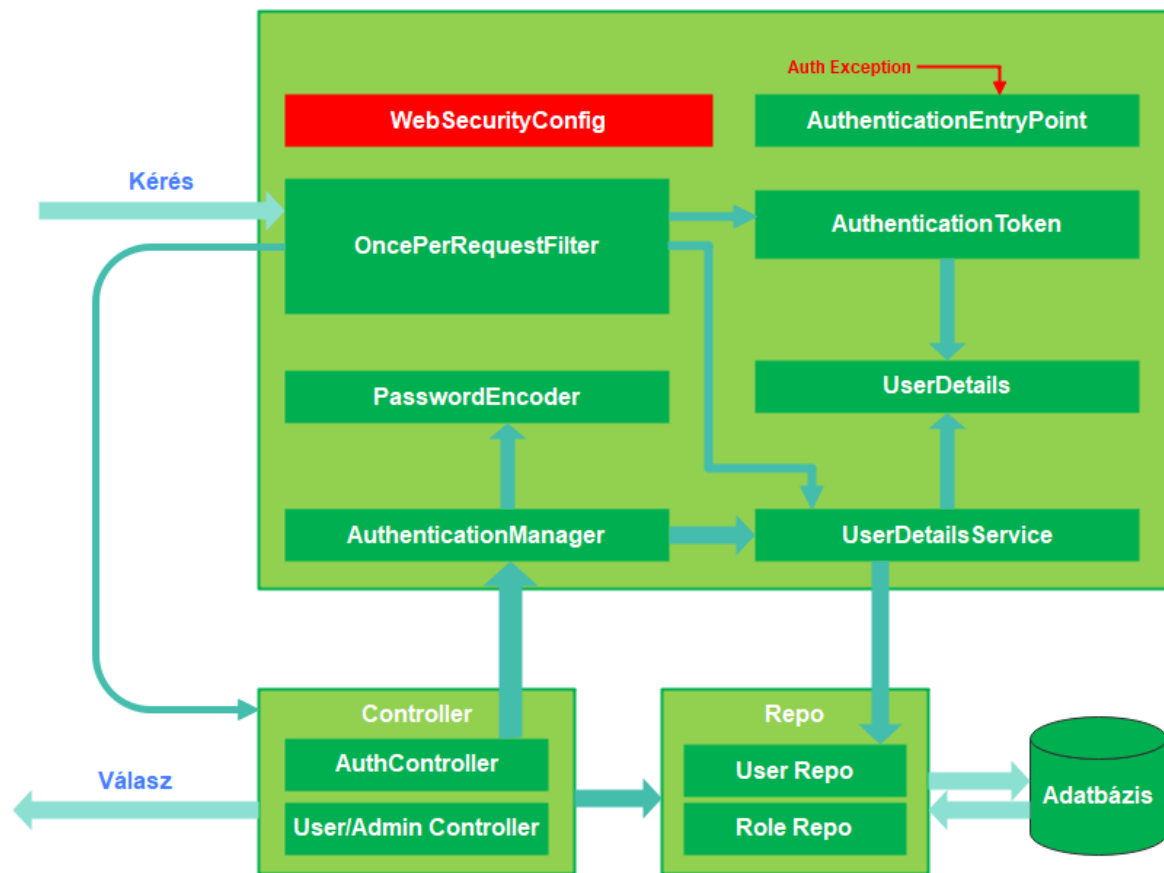 Auth Exception
WebSecurityConfig
AuthenticationEntryPoint
Kérés
OncePerRequestFilter
AuthenticationToken
PasswordEncoder
UserDetails
AuthenticationManager
UserDetailsService
Controller
AuthController
User/Admin Controller
Repo
User Repo
Role Repo
Adatbázis
Válasz